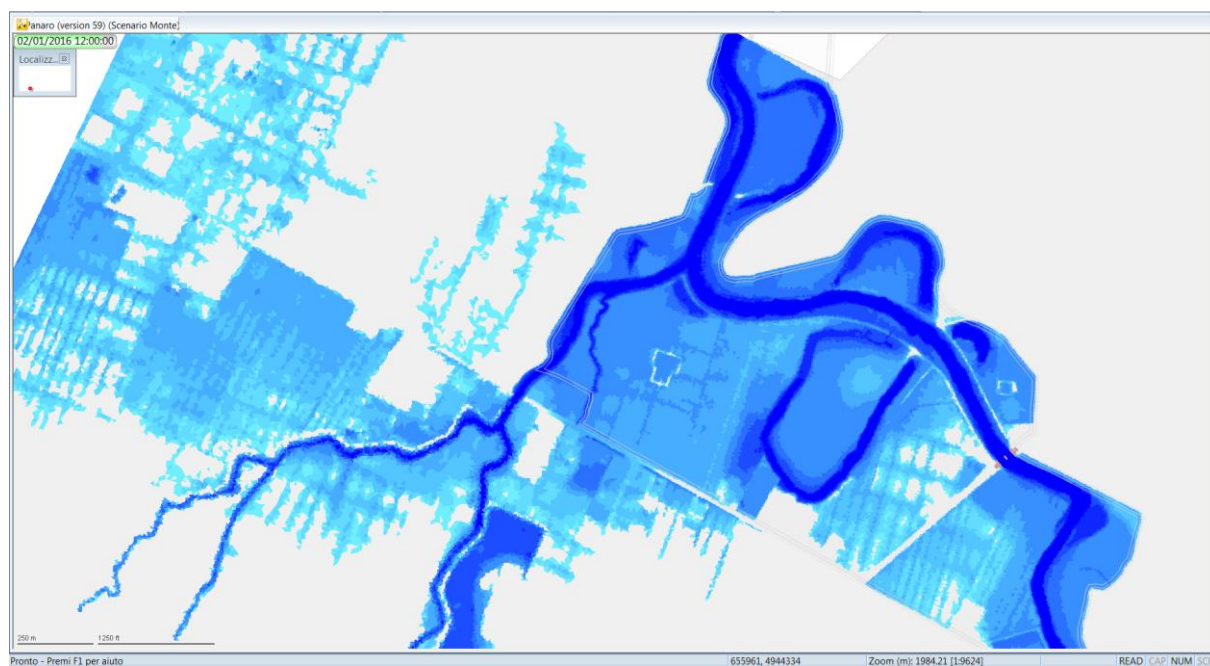 Panaro (version 59) (Scenario Monte)
02/01/2016 12:00:00
Localizz...
250 m 1250 ft
Pronto - Premi F1 per aiuto 655961, 4944334 Zoom (m): 1984.21 [1:9624] READ CAP NUM SC